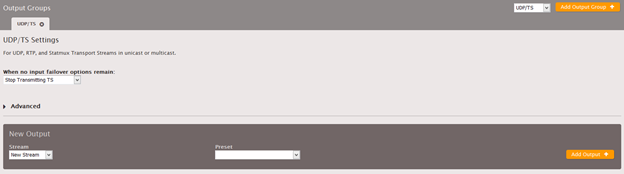 Output Groups
UDP/TS
Add Output Group +
UDP/TS
UDP/TS Settings
For UDP, RTP, and Statmux Transport Streams in unicast or multicast.
When no input failover options remain:
Stop Transmitting TS
Advanced
New Output
Stream
Preset
New Stream
Add Output +